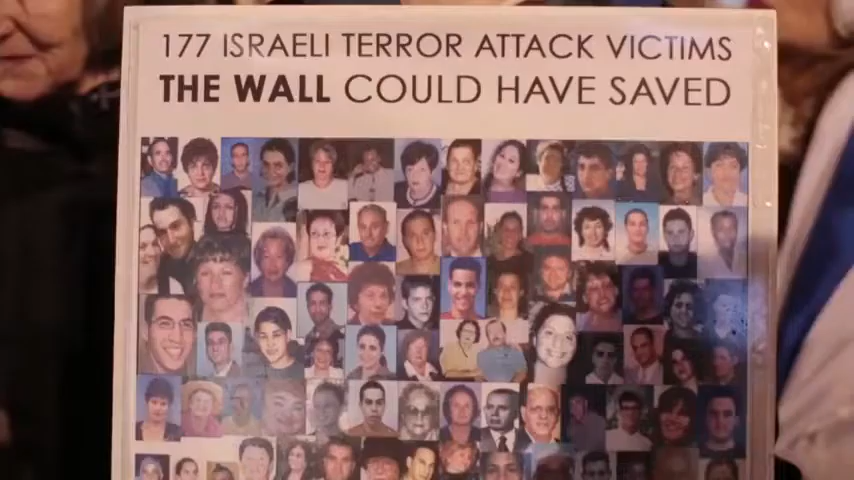 177 ISRAELI TERROR ATTACK VICTIMS
THE WALL COULD HAVE SAVED